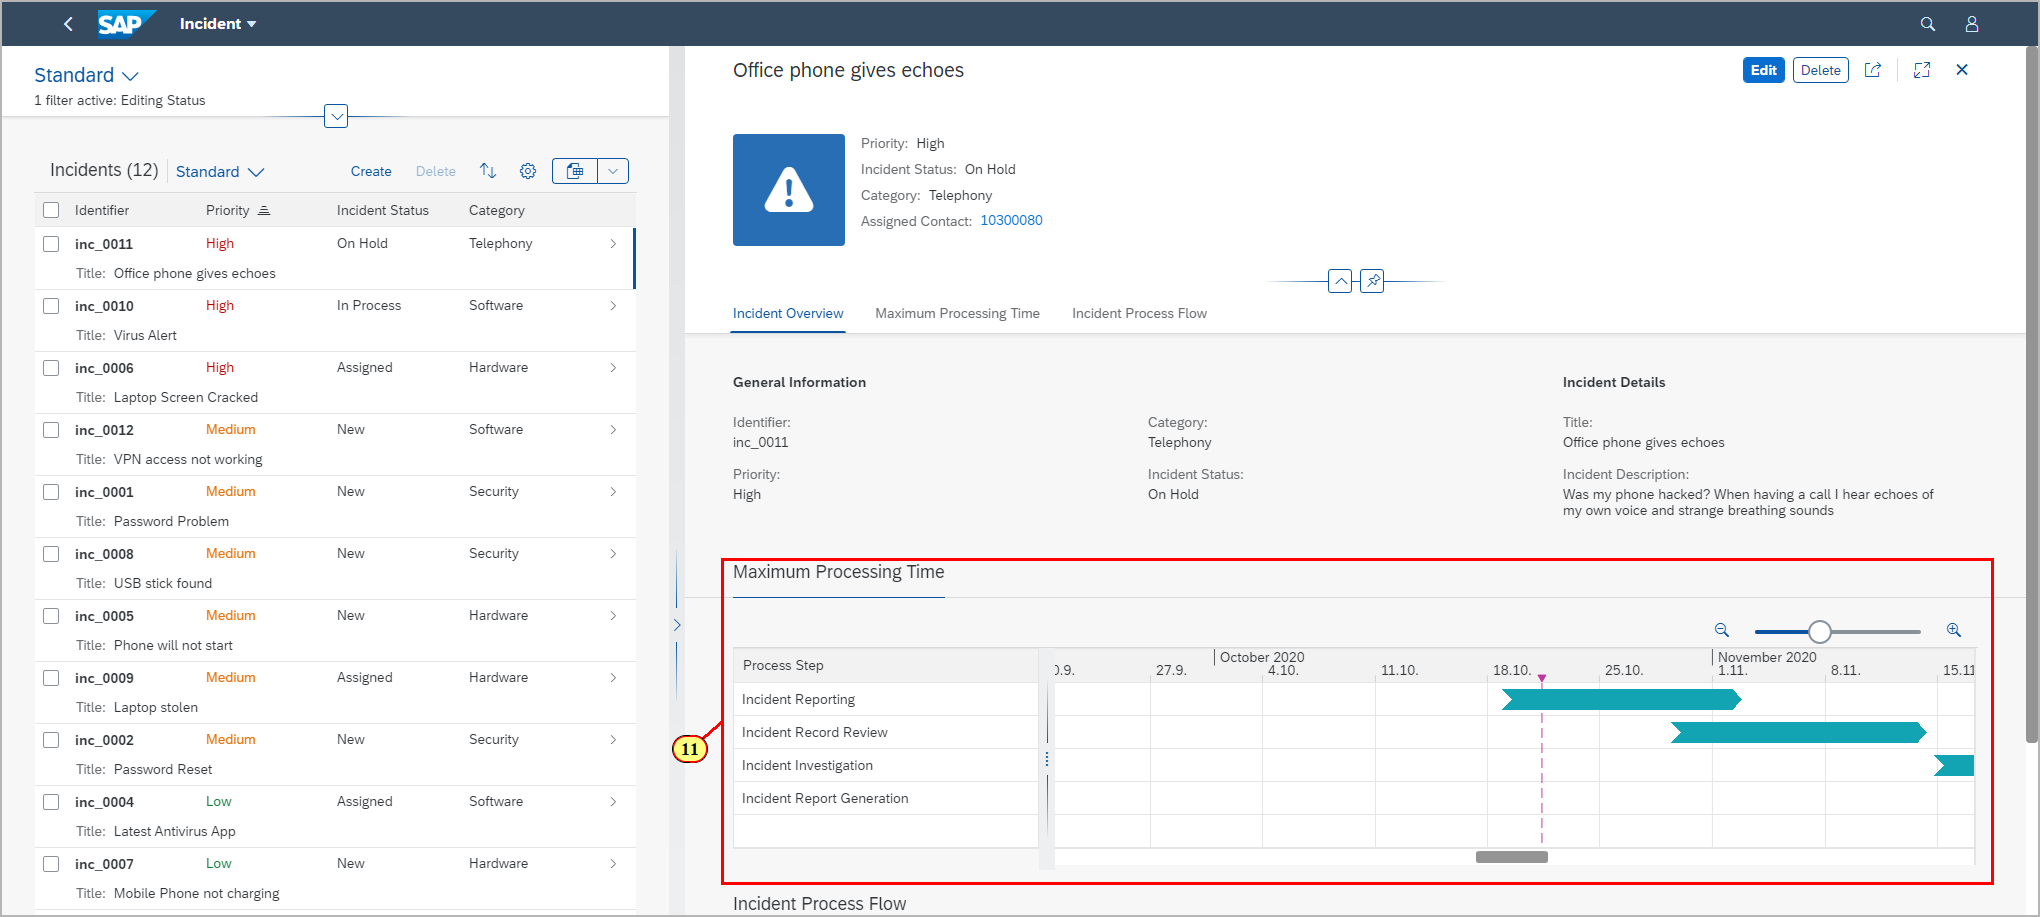 SAP Incident
Standard
1 filter active: Editing Status
Incidents (12) Standard Create Delete
Identifier Priority Incident Status Category
inc_0011 High On Hold Telephony
Title: Office phone gives echoes
inc_0010 High In Process Software
Title: Virus Alert
inc_0006 High Assigned Hardware
Title: Laptop Screen Cracked
inc_0012 Medium New Software
Title: VPN access not working
inc_0001 Medium New Security
Title: Password Problem
inc_0008 Medium New Security
Title: USB stick found
inc_0005 Medium New Hardware
Title: Phone will not start
inc_0009 Medium Assigned Hardware
Title: Laptop stolen
inc_0002 Medium New Security
Title: Password Reset
inc_0004 Low Assigned Software
Title: Latest Antivirus App
inc_0007 Low New Hardware
Title: Mobile Phone not charging
Office phone gives echoes
Edit Delete
Priority: High
Incident Status: On Hold
Category: Telephony
Assigned Contact: 10300080
Incident Overview Maximum Processing Time Incident Process Flow
General Information Incident Details
Identifier: Category: Title:
inc_0011 Telephony Office phone gives echoes
Priority: Incident Status: Incident Description:
High On Hold Was my phone hacked? When having a call I hear echoes of
my own voice and strange breathing sounds
Maximum Processing Time
Process Step October 2020 November 2020
0.9. 27.9. 4.10. 11.10. 18.10. 25.10. 1.11. 8.11. 15.11
Incident Reporting
Incident Record Review
11
Incident Investigation
Incident Report Generation
Incident Process Flow